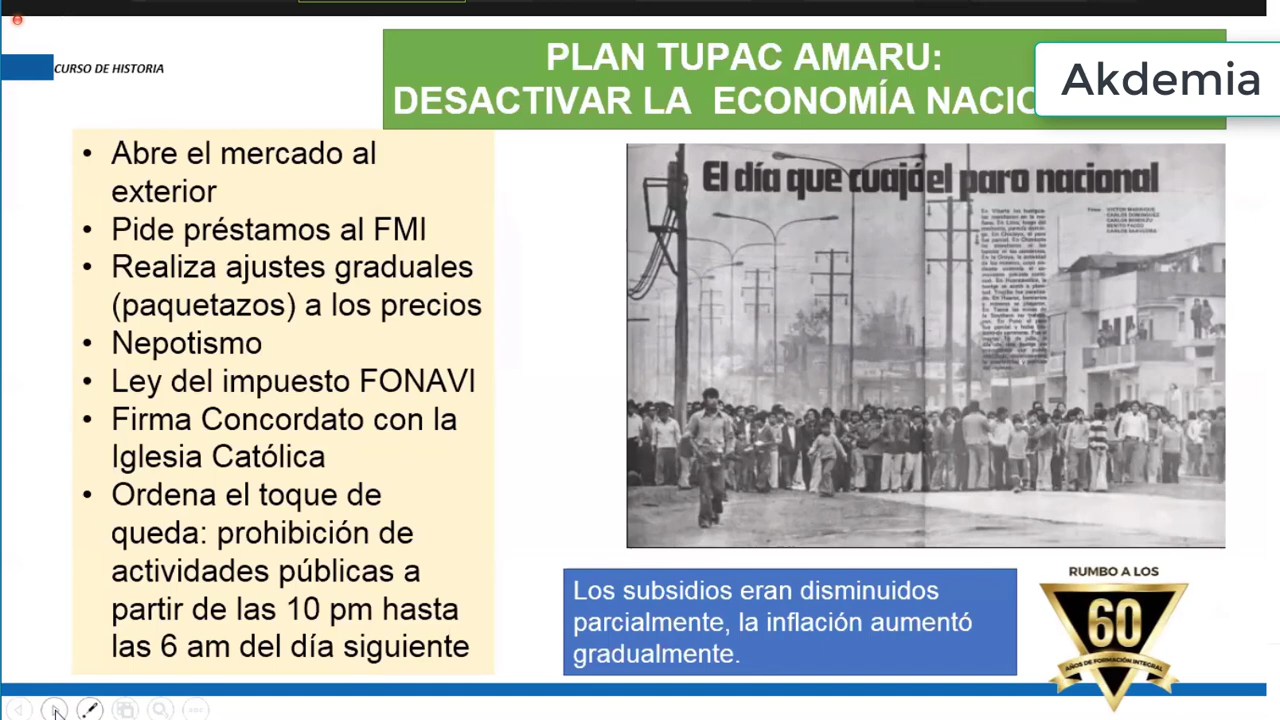 CURSO DE HISTORIA
PLAN TUPAC AMARU:
DESACTIVAR LA ECONOMÍA NACIO
Akdemia
• Abre el mercado al
exterior
• Pide préstamos al FMI
• Realiza ajustes graduales
(paquetazos) a los precios
• Nepotismo
• Ley del impuesto FONAVI
• Firma Concordato con la
Iglesia Católica
• Ordena el toque de
queda: prohibición de
actividades públicas a
partir de las 10 pm hasta
las 6 am del día siguiente
El día que cuajó el paro nacional
Los subsidios eran disminuidos
parcialmente, la inflación aumentó
gradualmente.
RUMBO A LOS
60
AÑOS DE FORMACIÓN INTEGRAL